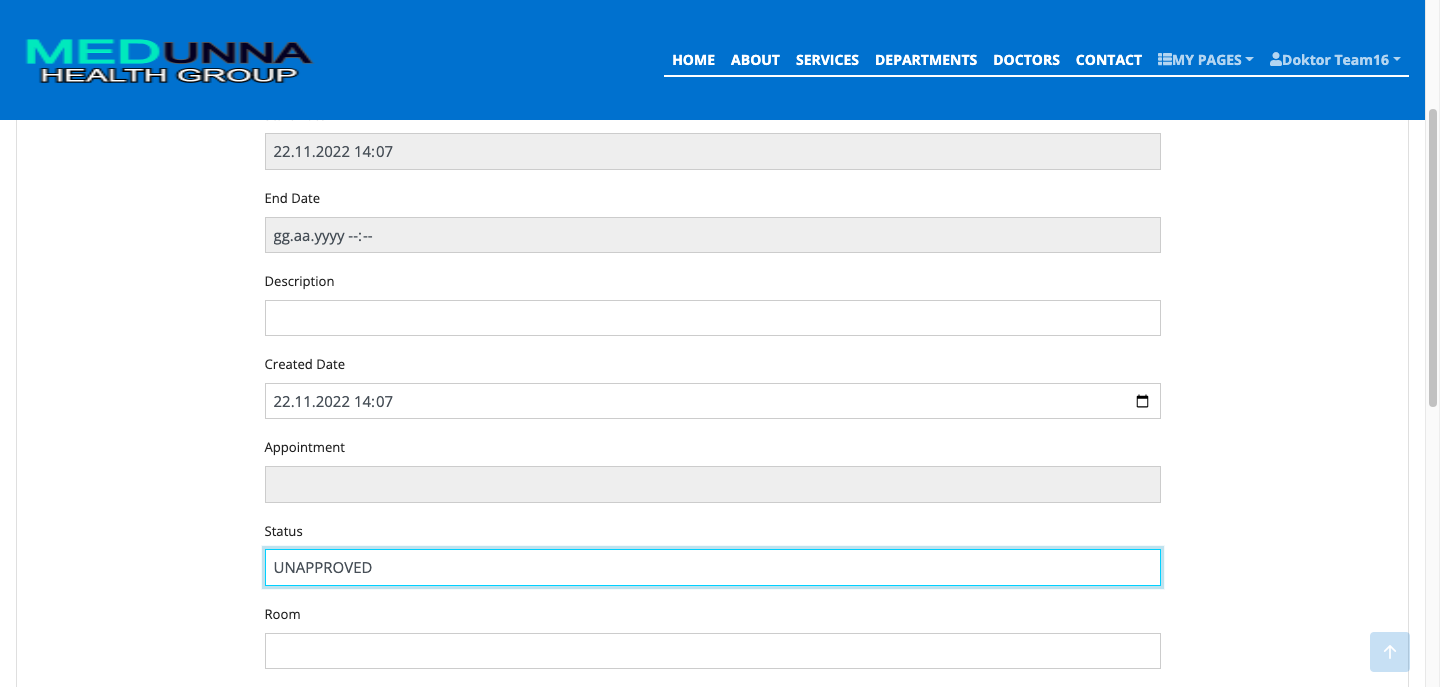 MEDUNNA
HEALTH GROUP
HOME ABOUT SERVICES DEPARTMENTS DOCTORS CONTACT MY PAGES Doktor Team16
22.11.2022 14:07
End Date
gg.aa.yyyy --:--
Description
Created Date
22.11.2022 14:07
Appointment
Status
UNAPPROVED
Room